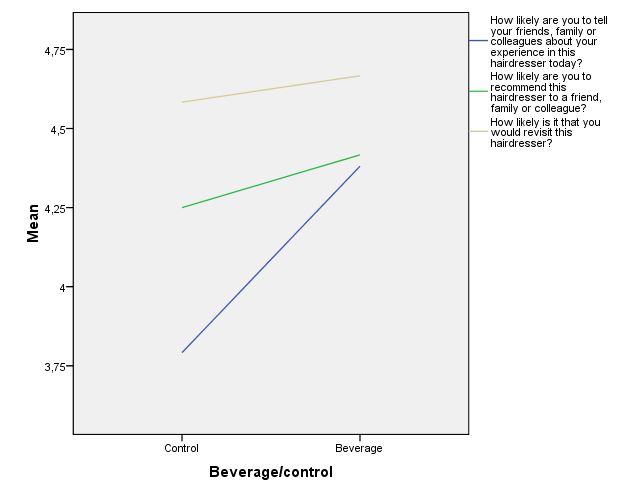 How likely are you to tell
your friends, family or
colleagues about your
experience in this
hairdresser today?
How likely are you to
recommend this
hairdresser to a friend,
family or colleague?
How likely is it that you
would revisit this
hairdresser?
4,75
4,5
4,25
4
3,75
Mean
Control
Beverage
Beverage/control